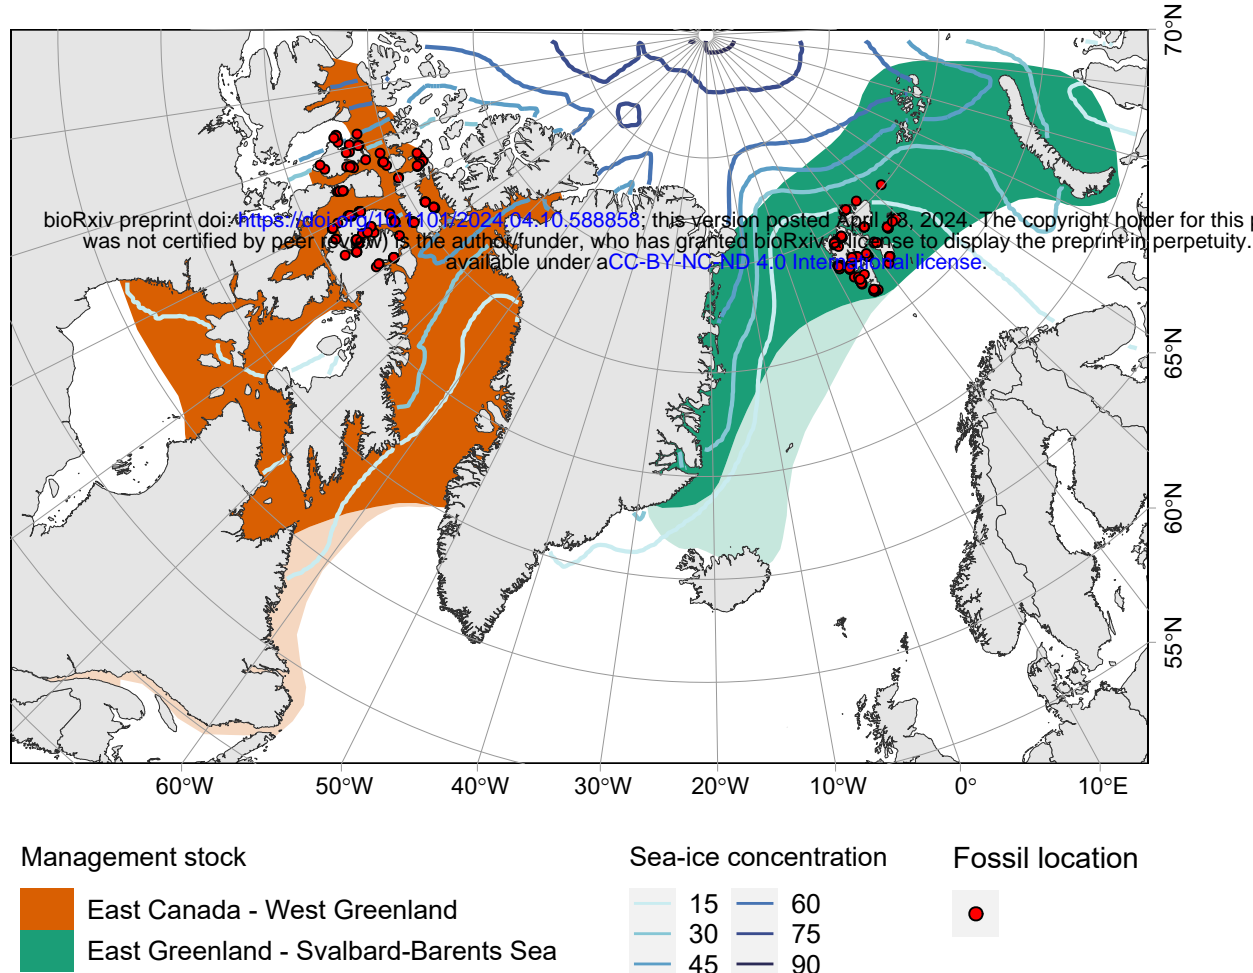 70°N
bioRxiv preprint doi: https://doi.org/10.1101/2024.04.10.588858; this version posted April 13, 2024. The copyright holder for this p
was not certified by peer review) is the author/funder, who has granted bioRxiv a license to display the preprint in perpetuity.
available under aCC-BY-NC-ND 4.0 International license.
65°N
60°N
55°N
60°W 50°W 40°W 30°W 20°W 10°W 0° 10°E
Management stock
East Canada - West Greenland
East Greenland - Svalbard-Barents Sea
Sea-ice concentration
15 60
30 75
45 90
Fossil location